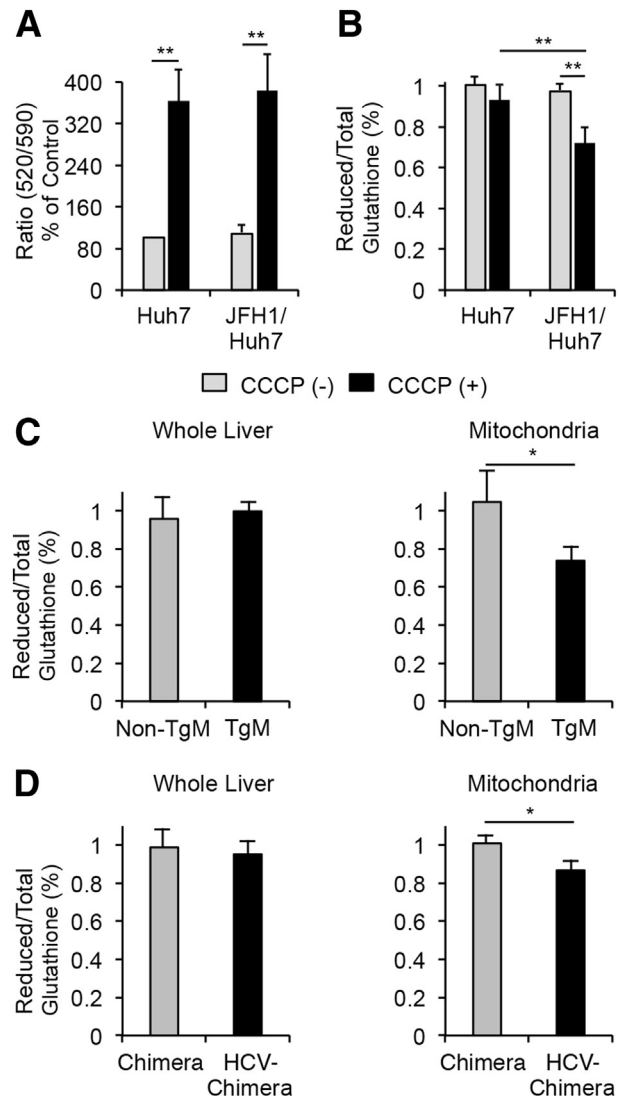 A
Ratio (520/590)
% of Control
400
320
240
160
80
0
**
**
Huh7
JFH1/
Huh7
B
Reduced/Total
Glutathione (%)
1
0.8
0.6
0.4
0.2
0
**
**
Huh7
JFH1/
Huh7
CCCP (-)
CCCP (+)
C
Whole Liver
Reduced/Total
Glutathione (%)
1
0.8
0.6
0.4
0.2
0
Non-TgM
TgM
Mitochondria
*
1
0.8
0.6
0.4
0.2
0
Non-TgM
TgM
D
Whole Liver
Reduced/Total
Glutathione (%)
1
0.8
0.6
0.4
0.2
0
Chimera
HCV-
Chimera
Mitochondria
*
1
0.8
0.6
0.4
0.2
0
Chimera
HCV-
Chimera